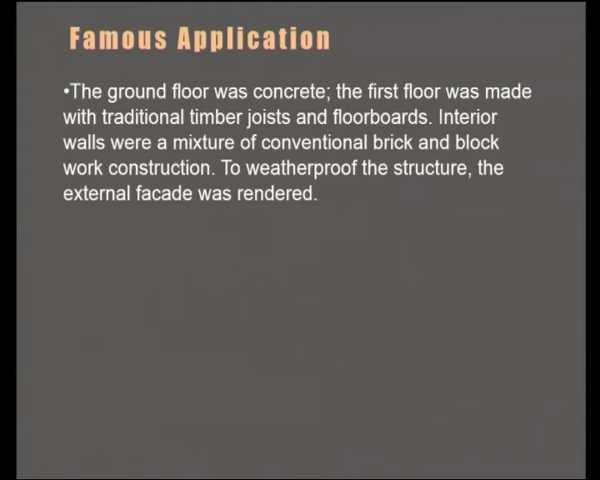 Famous Application
•The ground floor was concrete; the first floor was made
with traditional timber joists and floorboards. Interior
walls were a mixture of conventional brick and block
work construction. To weatherproof the structure, the
external facade was rendered.